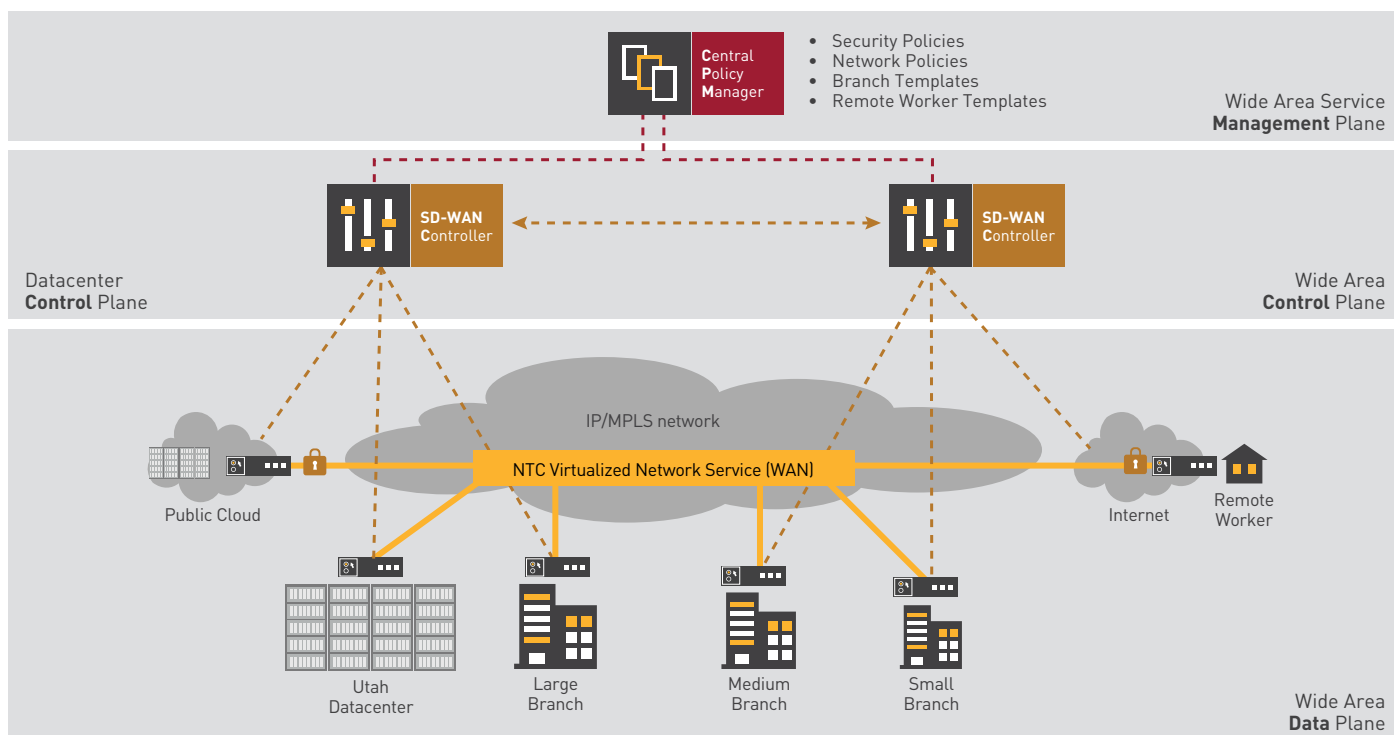 Central
Policy
Manager
• Security Policies
• Network Policies
• Branch Templates
• Remote Worker Templates
Wide Area Service
Management Plane
SD-WAN
Controller
SD-WAN
Controller
Datacenter
Control Plane
Wide Area
Control Plane
IP/MPLS network
NTC Virtualized Network Service (WAN)
Public Cloud
Internet
Remote
Worker
Utah
Datacenter
Large
Branch
Medium
Branch
Small
Branch
Wide Area
Data Plane